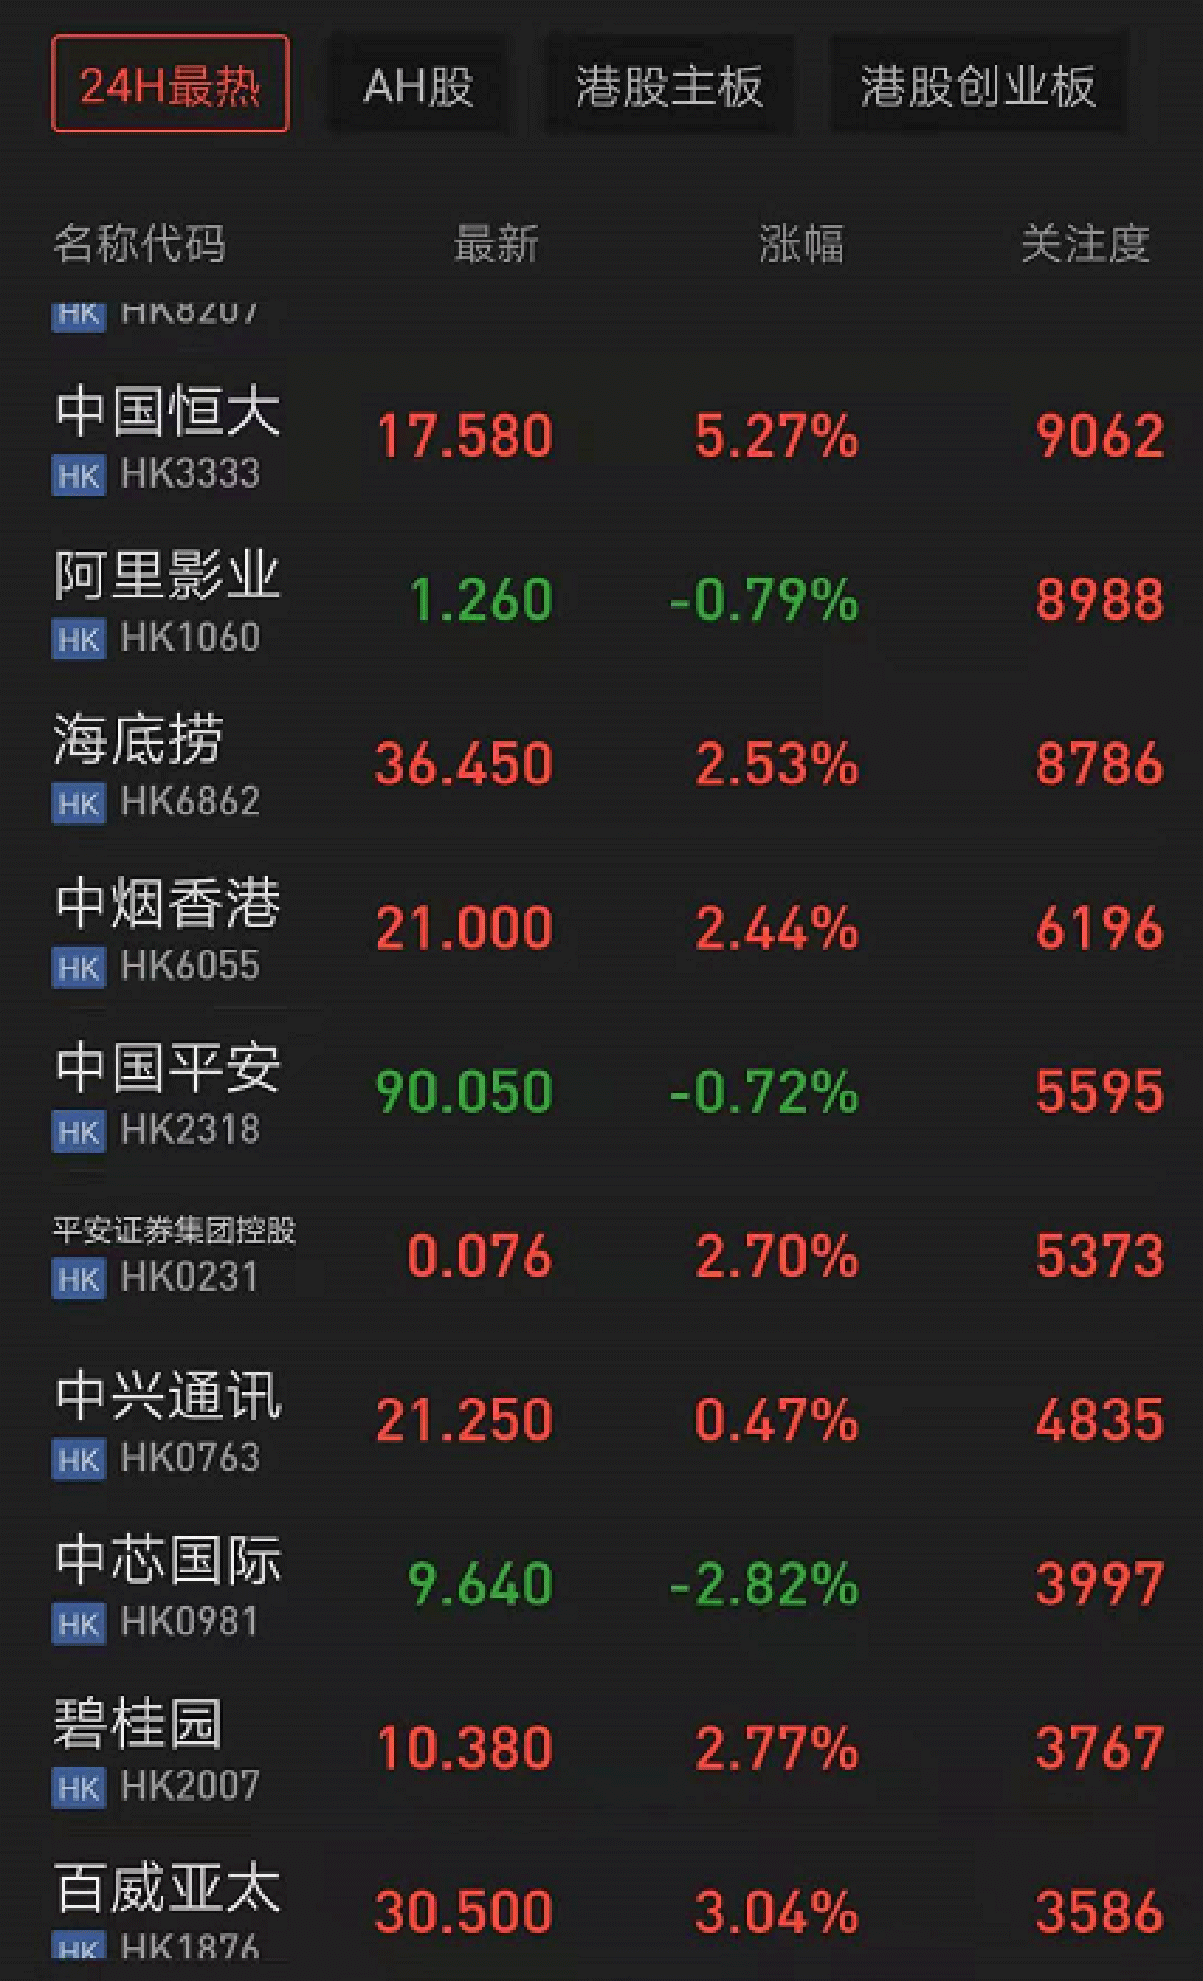 24H最热 AH股 港股主板 港股创业板
名称代码 最新 涨幅 关注度
HK HK8207
中国恒大 17.580 5.27% 9062
HK HK3333
阿里影业 1.260 -0.79% 8988
HK HK1060
海底捞 36.450 2.53% 8786
HK HK6862
中烟香港 21.000 2.44% 6196
HK HK6055
中国平安 90.050 -0.72% 5595
HK HK2318
平安证券集团控股 0.076 2.70% 5373
HK HK0231
中兴通讯 21.250 0.47% 4835
HK HK0763
中芯国际 9.640 -2.82% 3997
HK HK0981
碧桂园 10.380 2.77% 3767
HK HK2007
百威亚太 30.500 3.04% 3586
HK HK1876